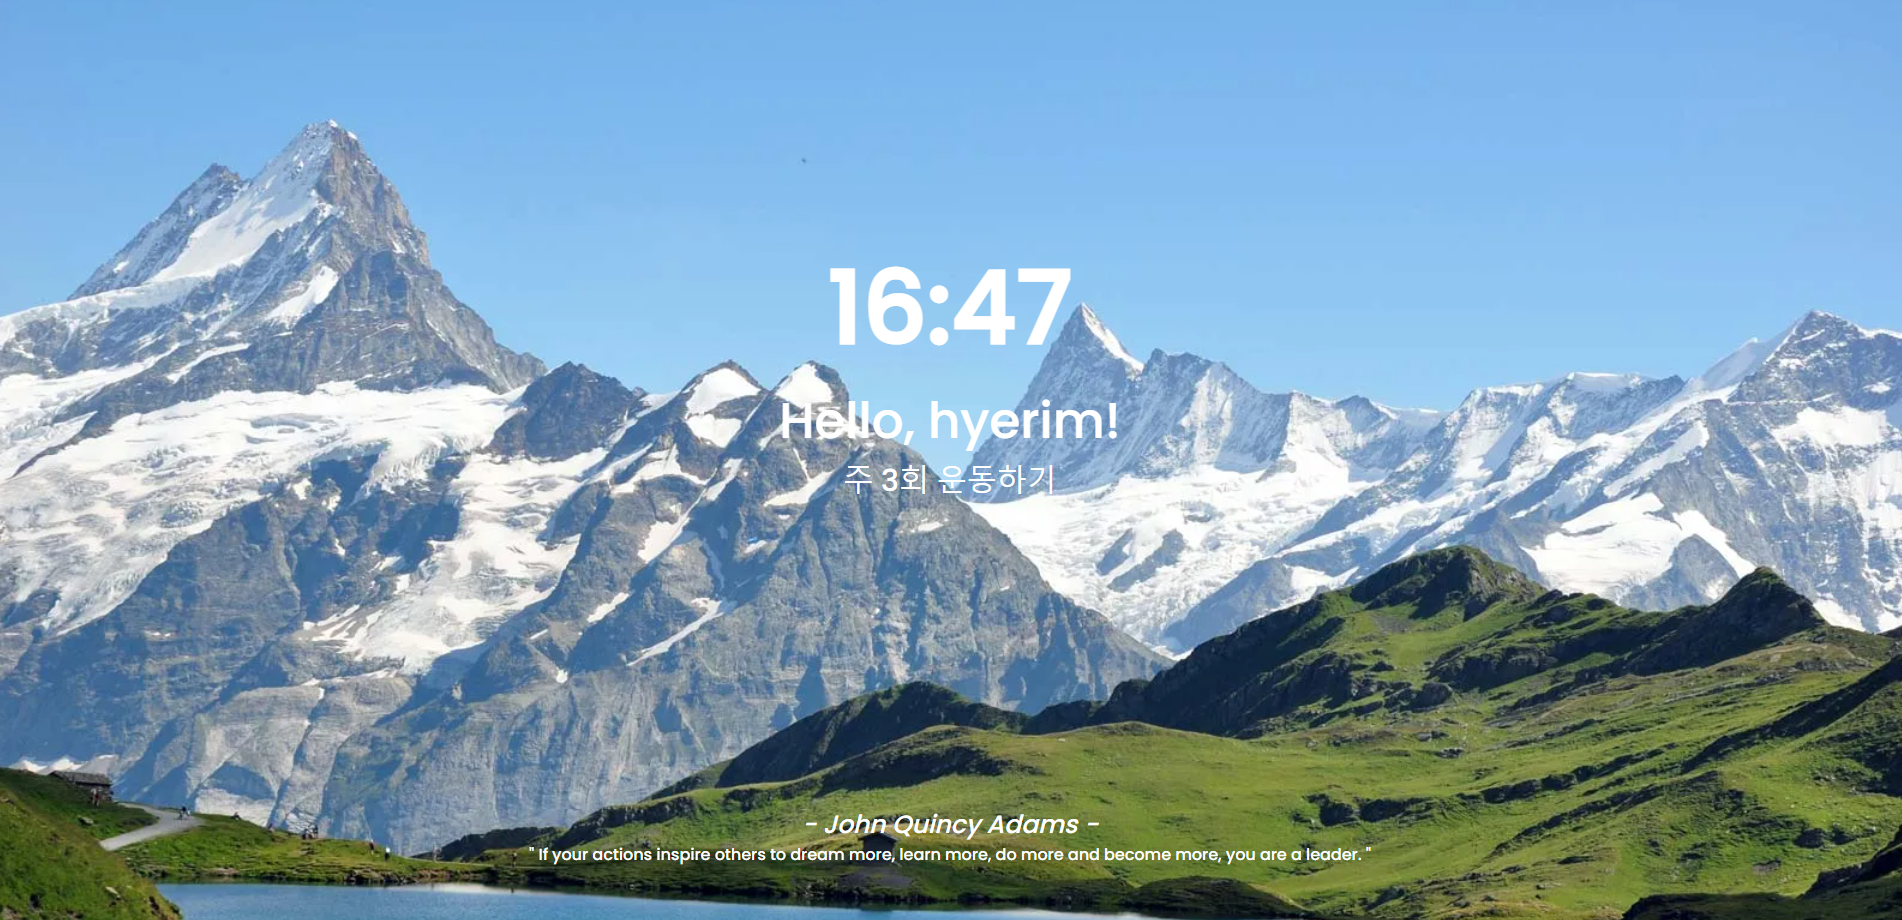 16:47
Hello, hyerim!
주 3회 운동하기
- John Quincy Adams -
" If your actions inspire others to dream more, learn more, do more and become more, you are a leader. "